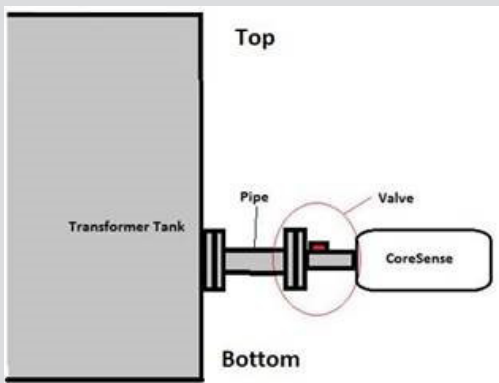 Top
Pipe
Valve
Transformer Tank
CoreSense
Bottom